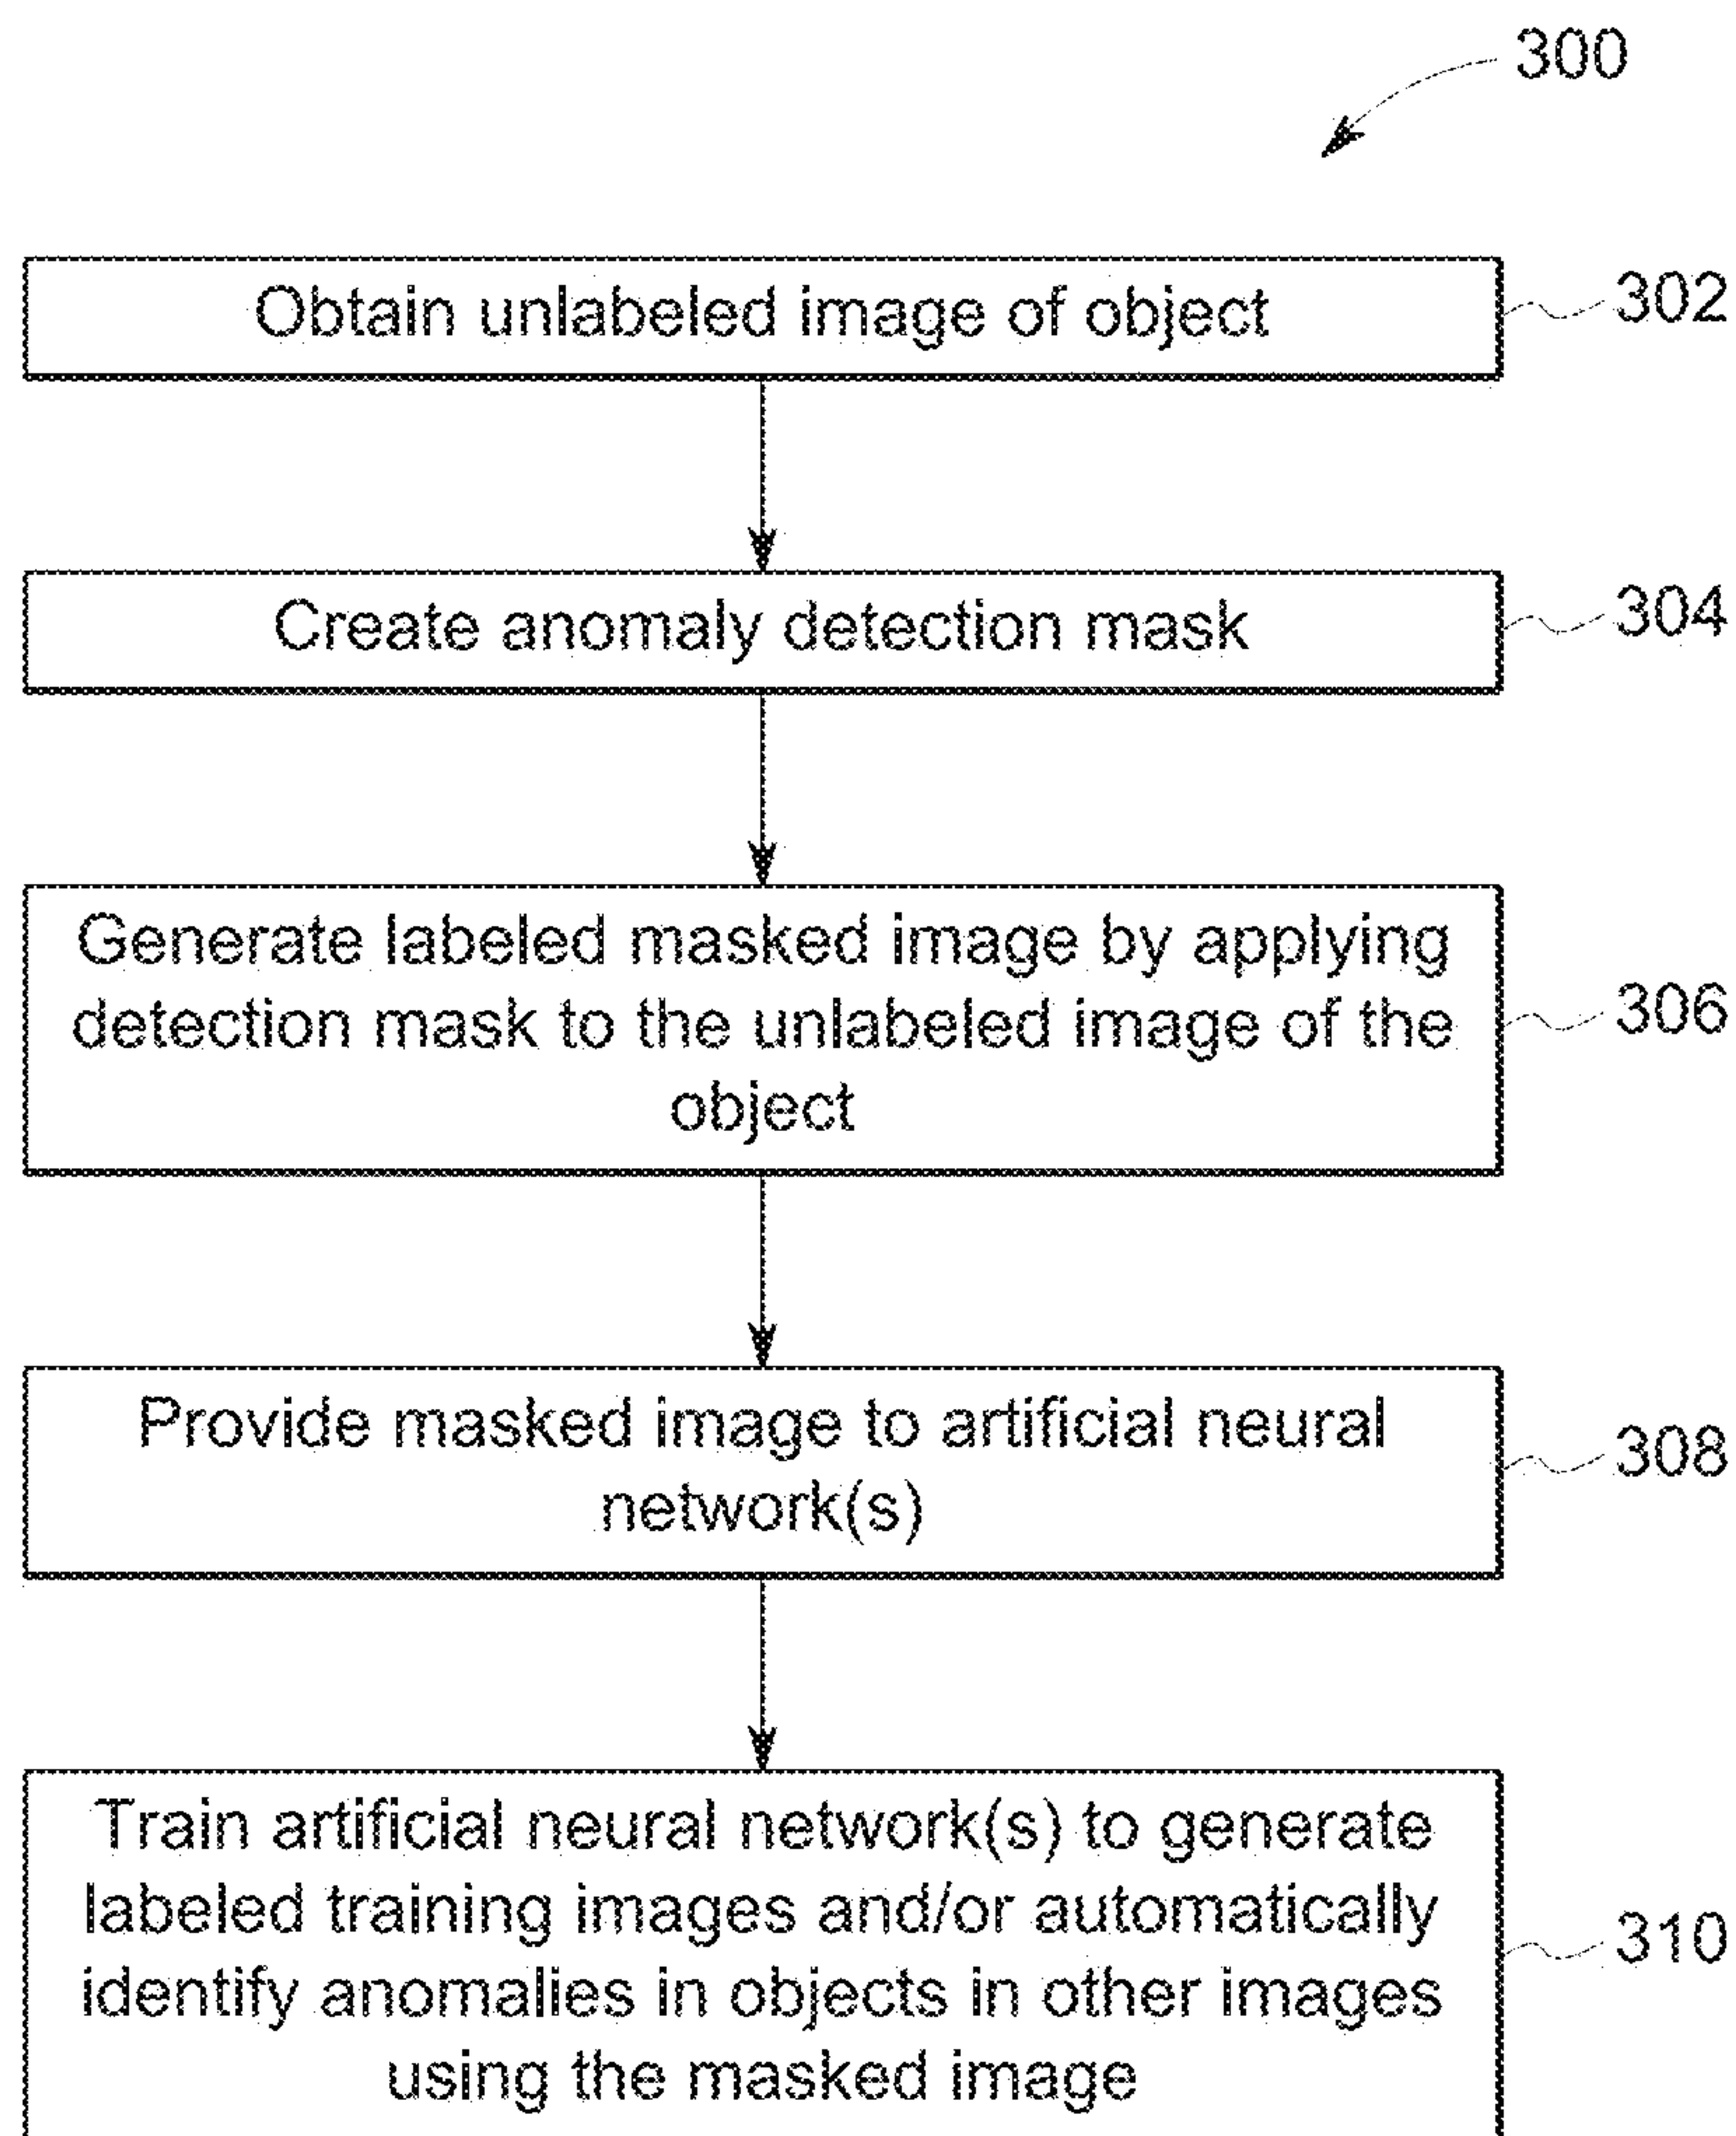 300
Obtain unlabeled image of object
302
Create anomaly detection mask
304
Generate labeled masked image by applying
detection mask to the unlabeled image of the
object
306
Provide masked image to artificial neural
network(s)
308
Train artificial neural network(s) to generate
labeled training images and/or automatically
identify anomalies in objects in other images
using the masked image
310